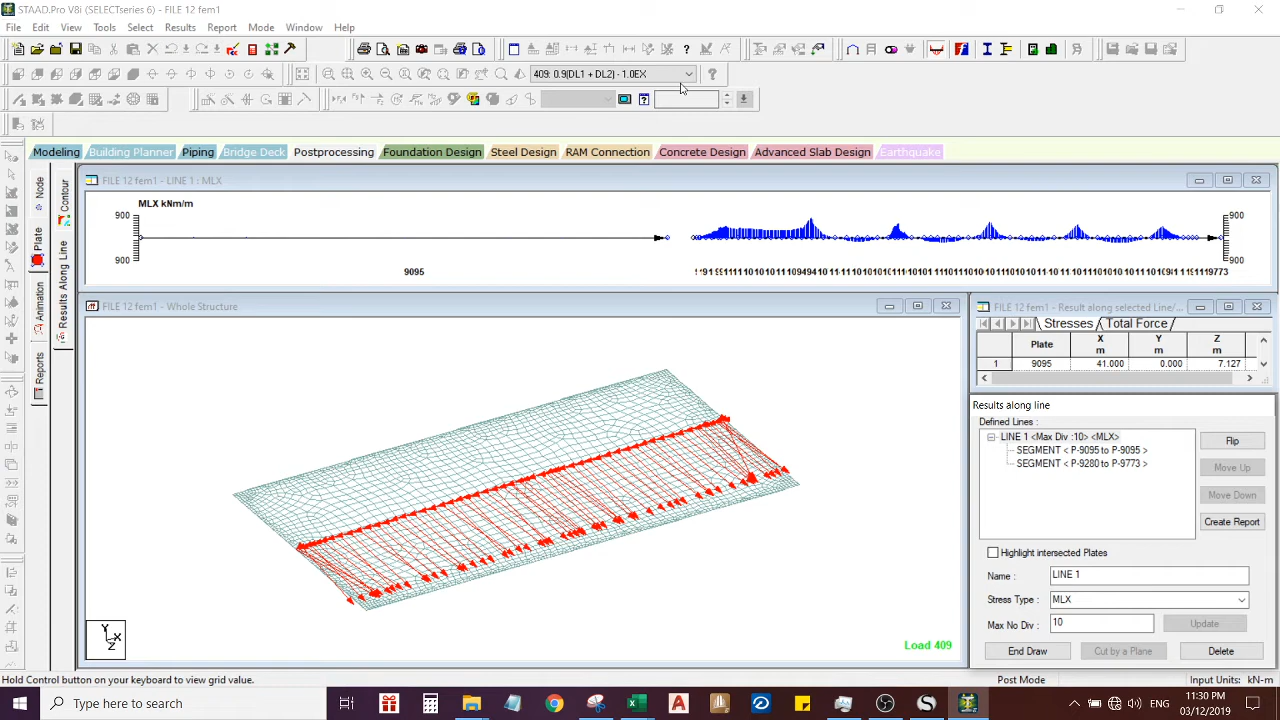 STAAD.Pro V8i (SELECTseries 6) - FILE 12 fem1
File Edit View Tools Select Results Report Mode Window Help
409: 0.9(DL1 + DL2) - 1.0EX
Modeling Building Planner Piping Bridge Deck Postprocessing Foundation Design Steel Design RAM Connection Concrete Design Advanced Slab Design Earthquake
Node
Plate
Animation
Reports
Contour
Results Along Line
FILE 12 fem1 - LINE 1 : MLX
MLX kNm/m
900
900
900
900
9095
FILE 12 fem1 - Whole Structure
Y
X
Z
Load 409
FILE 12 fem1 - Result along selected Line/...
Stresses Total Force
Plate X m Y m Z m
1 9095 41.000 0.000 7.127
Results along line
Defined Lines:
LINE 1 <Max Div :10> <MLX>
SEGMENT < P-9095 to P-9095 >
SEGMENT < P-9280 to P-9773 >
Flip
Move Up
Move Down
Create Report
Highlight intersected Plates
Name : LINE 1
Stress Type : MLX
Max No Div : 10 Update
End Draw Cut by a Plane Delete
Hold Control button on your keyboard to view grid value. Post Mode Input Units: kN-m
Type here to search
ENG
11:30 PM
03/12/2019